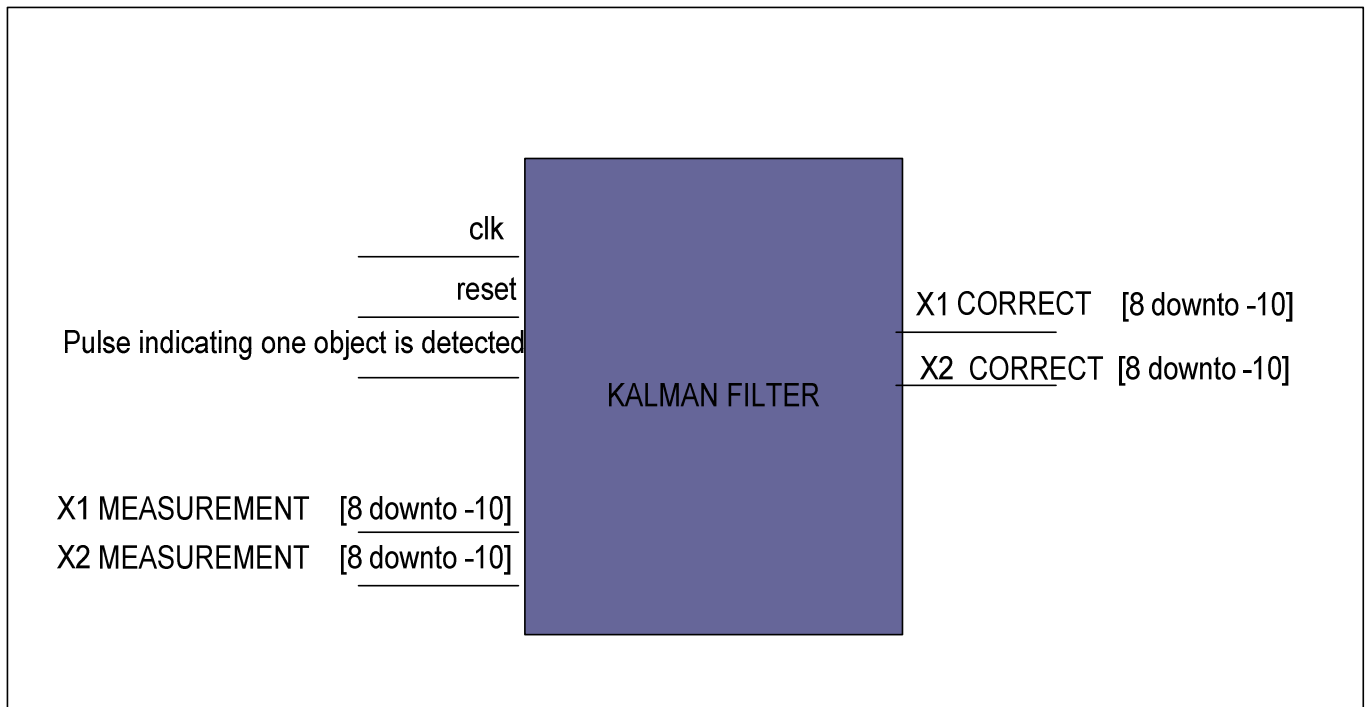 clk
reset
Pulse indicating one object is detected
X1 MEASUREMENT [8 downto -10]
X2 MEASUREMENT [8 downto -10]
KALMAN FILTER
X1 CORRECT [8 downto -10]
X2 CORRECT [8 downto -10]